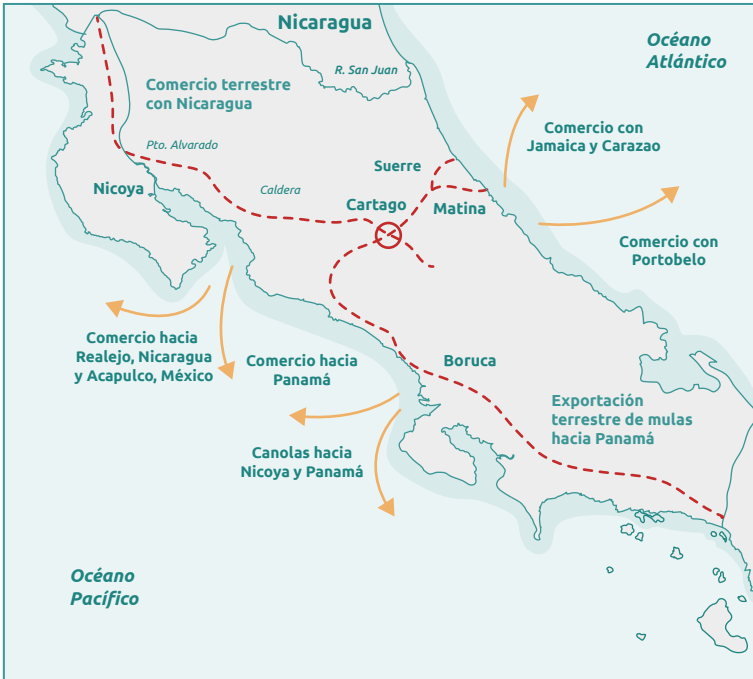 Nicaragua
Océano
Atlántico
R. San Juan
Comercio terrestre
con Nicaragua
Comercio con
Jamaica y Carazao
Pto. Alvarado
Suerre
Nicoya
Caldera
Cartago
Matina
Comercio con
Portobelo
Comercio hacia
Realejo, Nicaragua
y Acapulco, México
Comercio hacia
Panamá
Boruca
Exportación
terrestre de mulas
hacia Panamá
Canolas hacia
Nicoya y Panamá
Océano
Pacífico